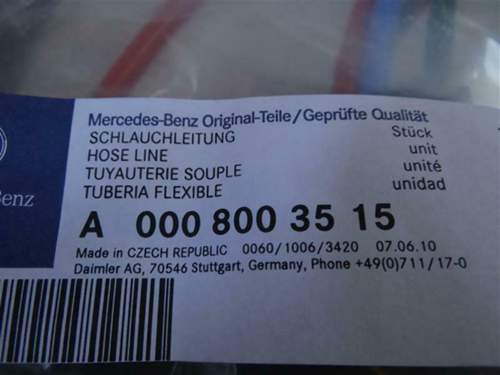 Mercedes-Benz Original-Teile/Geprüfte Qualität
SCHLAUCHLEITUNG Stück
HOSE LINE unit
TUYAUTERIE SOUPLE unité
TUBERIA FLEXIBLE unidad
Benz
A 000 800 35 15
Made in CZECH REPUBLIC 0060/1006/3420 07.06.10
Daimler AG, 70546 Stuttgart, Germany, Phone +49(0)711/17-0